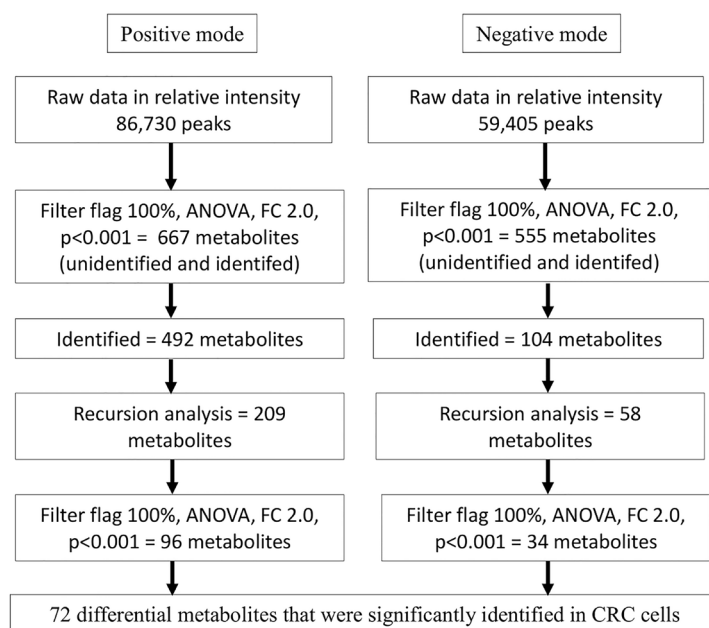 Positive mode
Raw data in relative intensity
86,730 peaks
Filter flag 100%, ANOVA, FC 2.0,
p<0.001 = 667 metabolites
(unidentified and identifed)
Identified = 492 metabolites
Recursion analysis = 209
metabolites
Filter flag 100%, ANOVA, FC 2.0,
p<0.001 = 96 metabolites
Negative mode
Raw data in relative intensity
59,405 peaks
Filter flag 100%, ANOVA, FC 2.0,
p<0.001 = 555 metabolites
(unidentified and identifed)
Identified = 104 metabolites
Recursion analysis = 58
metabolites
Filter flag 100%, ANOVA, FC 2.0,
p<0.001 = 34 metabolites
72 differential metabolites that were significantly identified in CRC cells